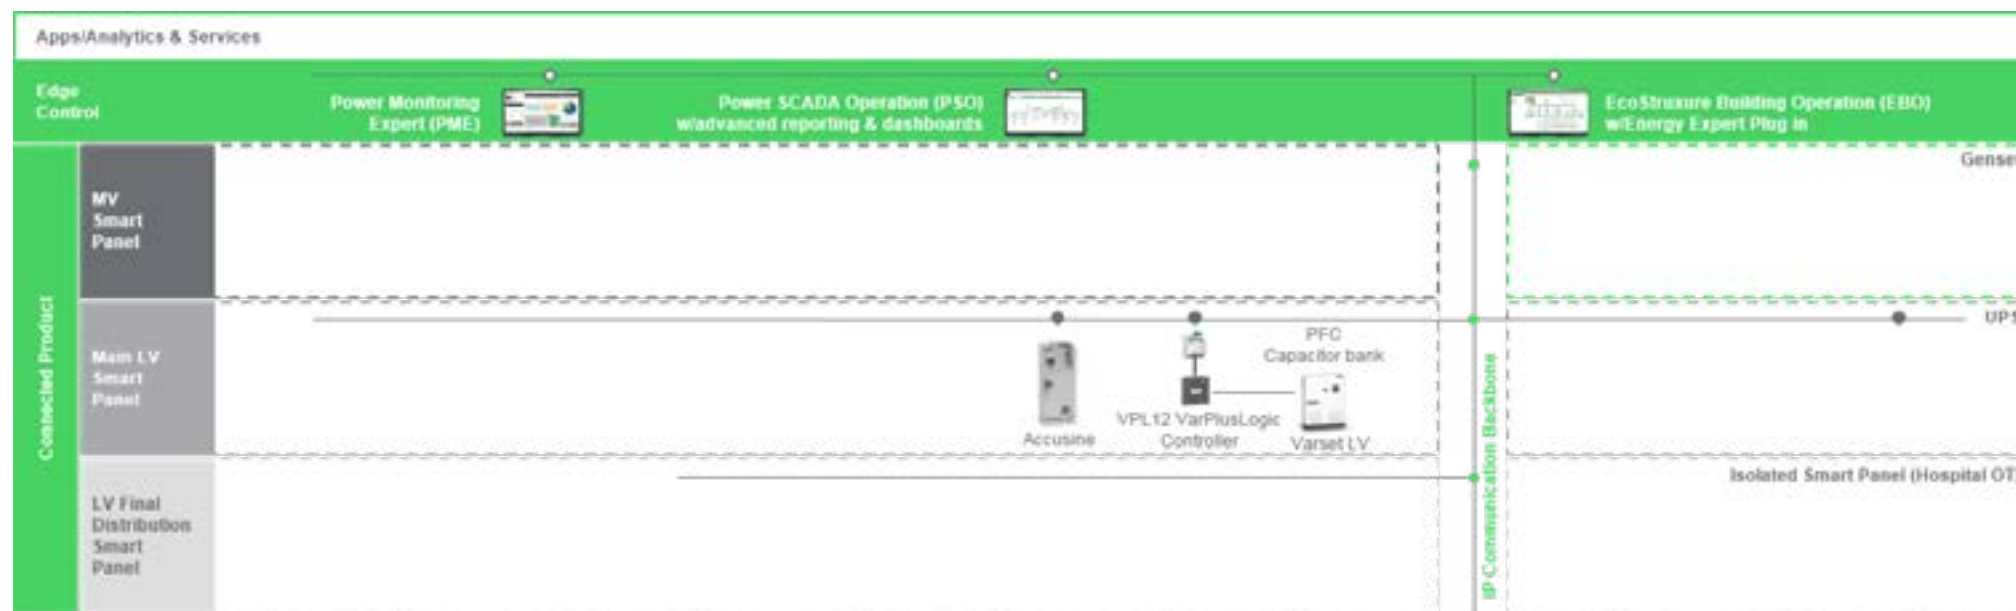 Apps/Analytics & Services
Edge
Control
Power Monitoring
Expert (PME)
Power SCADA Operation (PSO)
w/advanced reporting & dashboards
EcoStruxure Building Operation (EBO)
w/Energy Expert Plug in
Connected Product
MV
Smart
Panel
Genset
Main LV
Smart
Panel
Accusine
VPL12 VarPlusLogic
Controller
PFC
Capacitor bank
Varset LV
IP Communication Backbone
UPS
LV Final
Distribution
Smart
Panel
Isolated Smart Panel (Hospital OT)